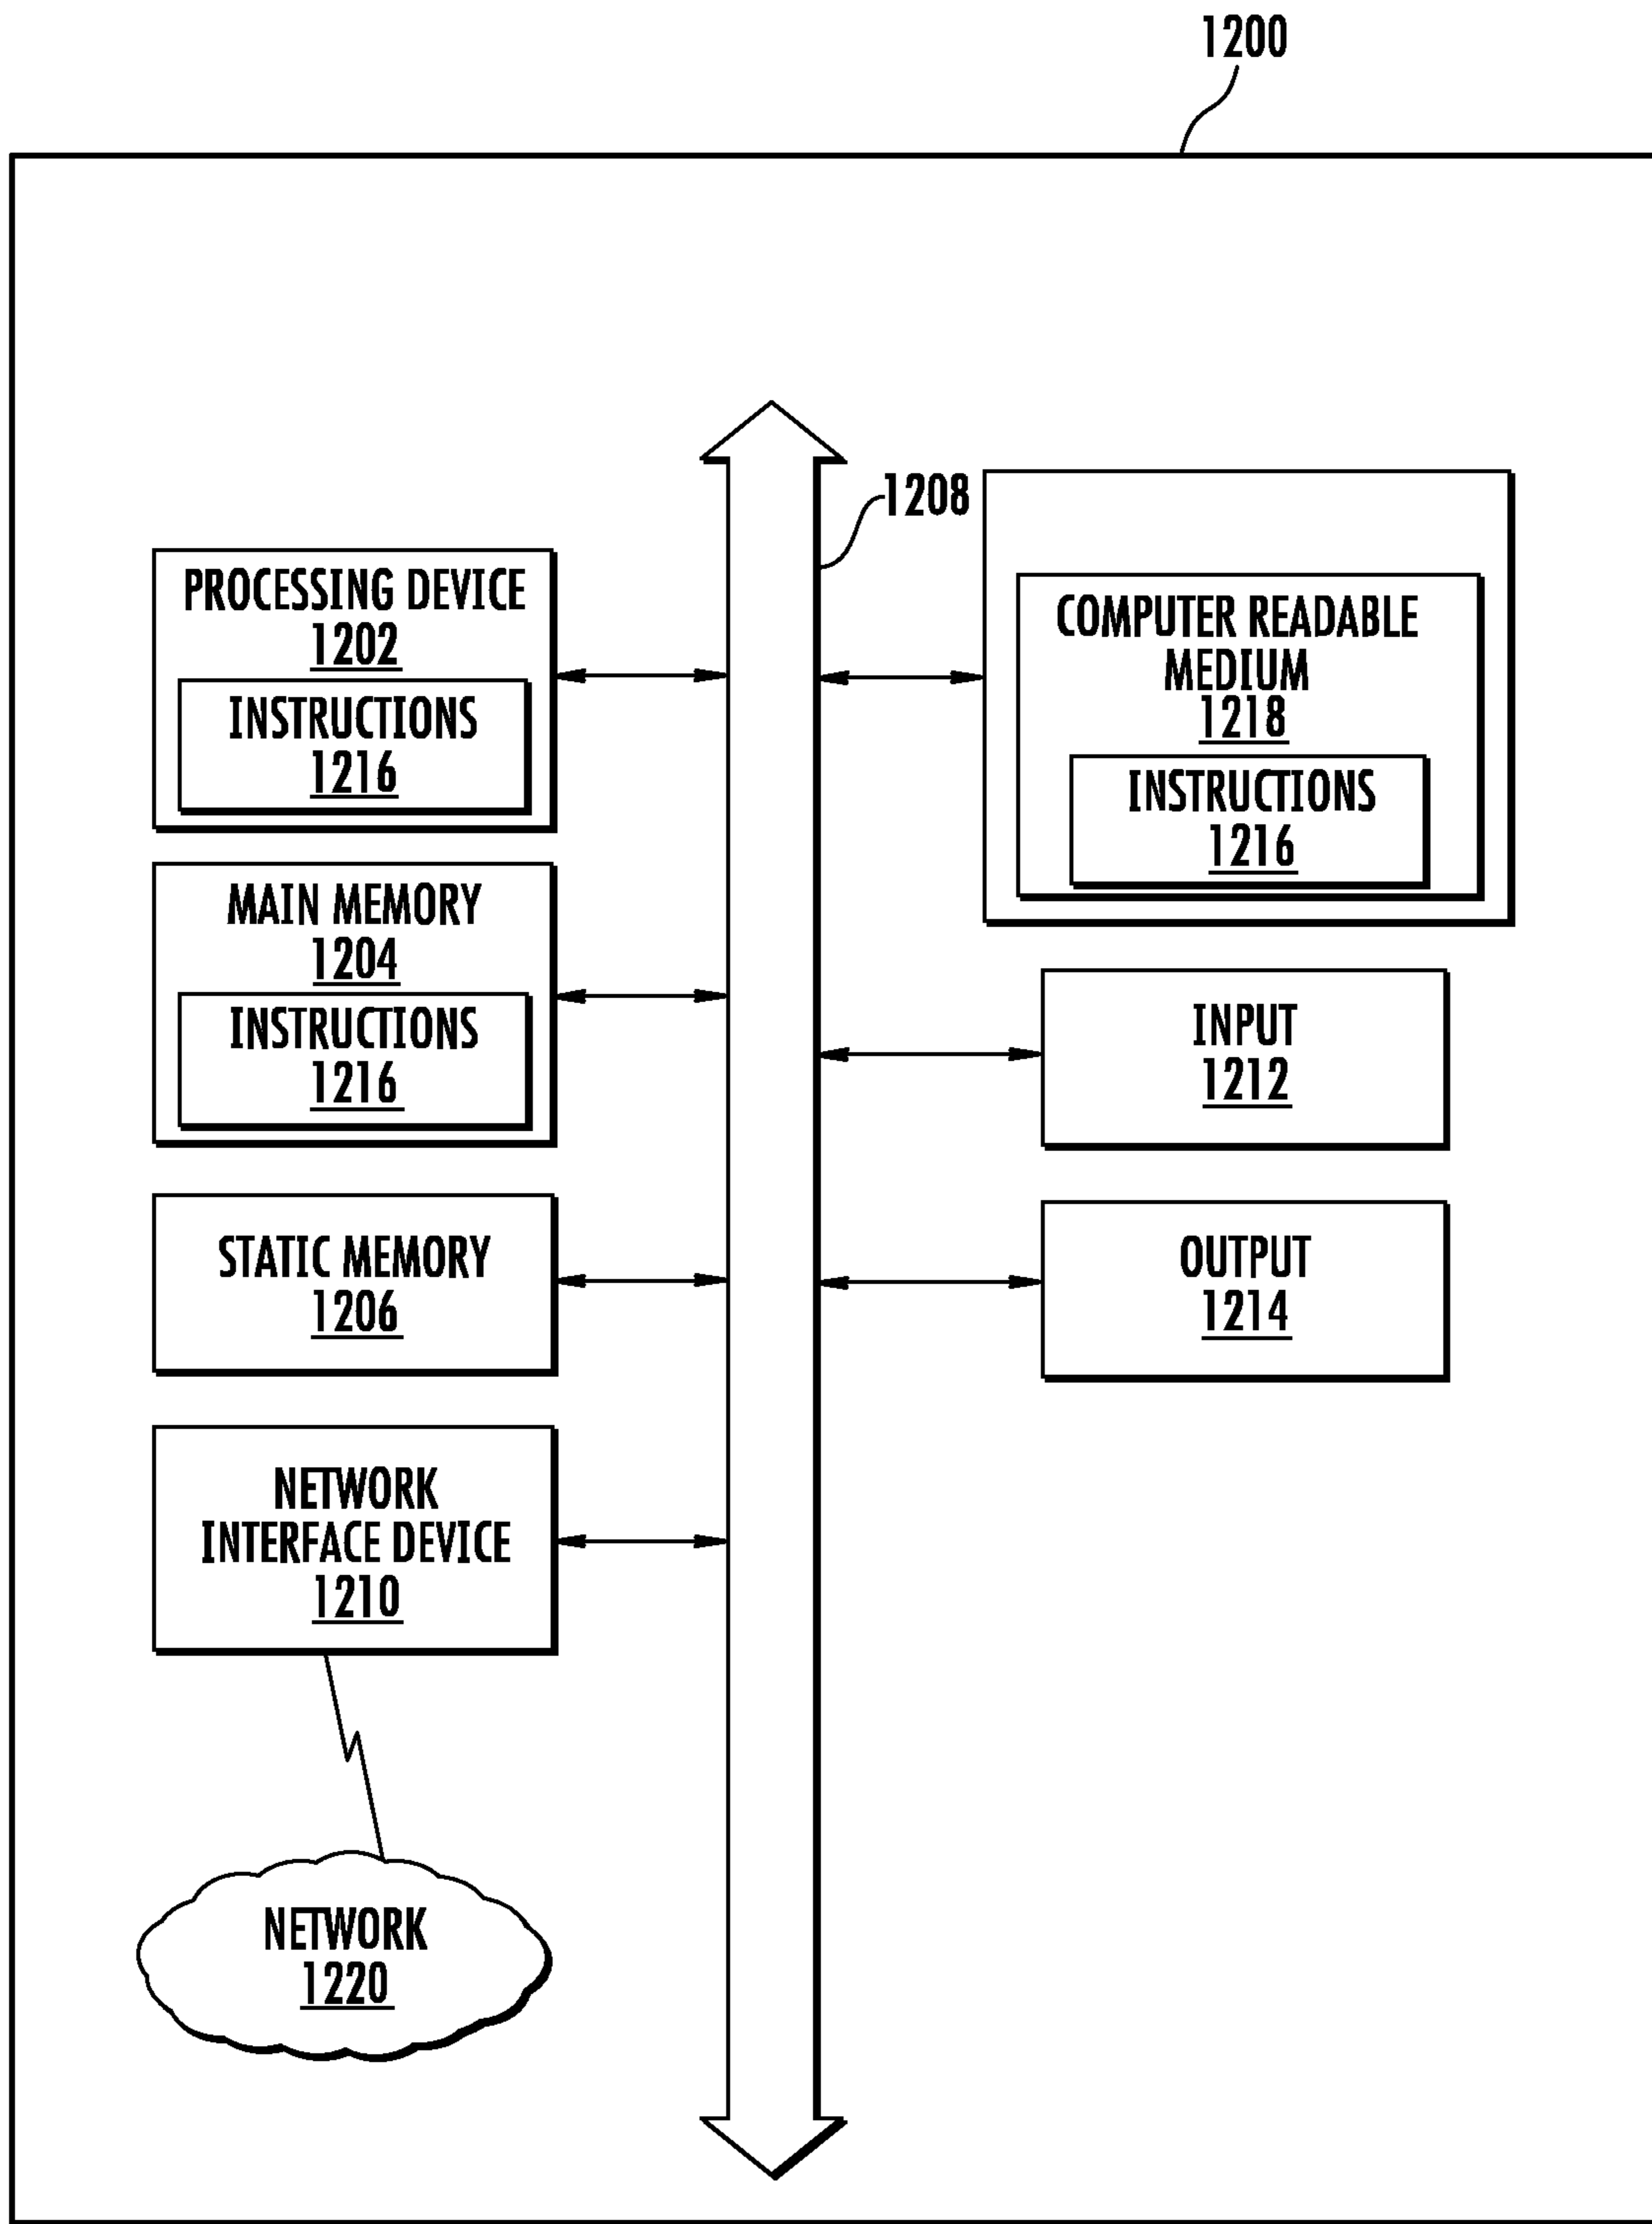 1200
1208
PROCESSING DEVICE
1202
INSTRUCTIONS
1216
MAIN MEMORY
1204
INSTRUCTIONS
1216
STATIC MEMORY
1206
NETWORK
INTERFACE DEVICE
1210
NETWORK
1220
COMPUTER READABLE
MEDIUM
1218
INSTRUCTIONS
1216
INPUT
1212
OUTPUT
1214